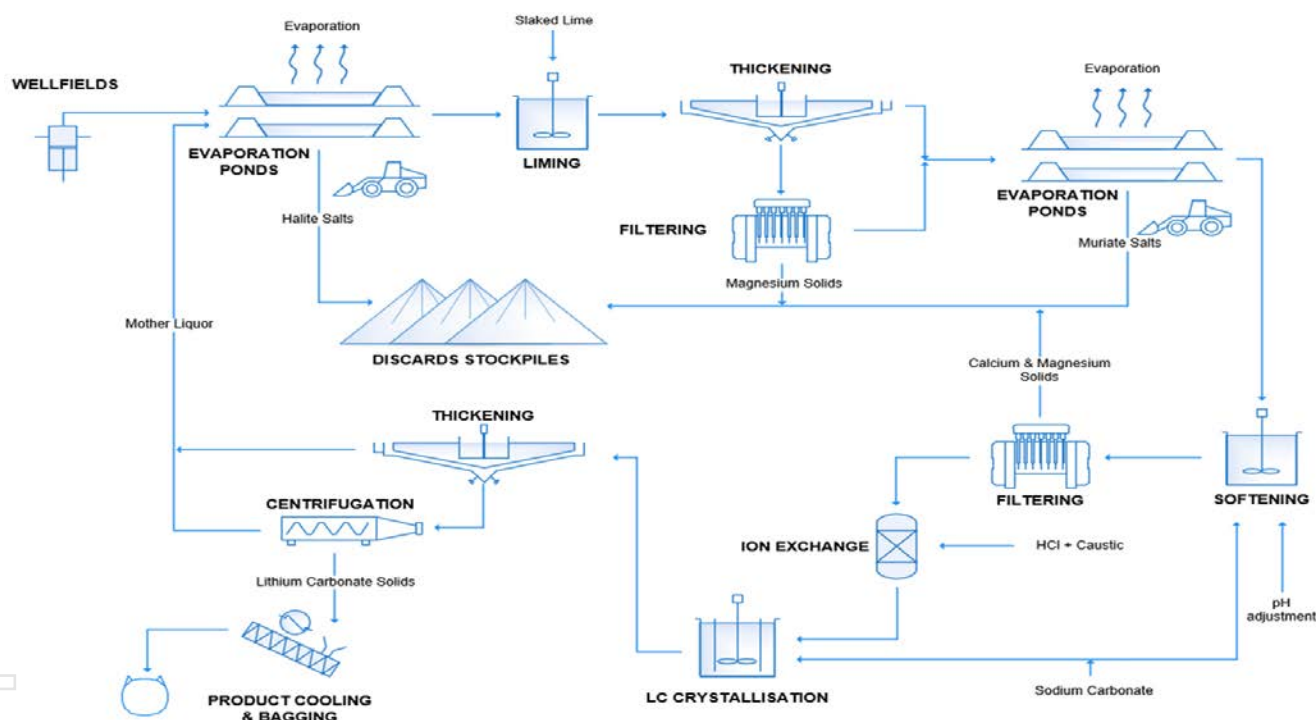 Slaked Lime
Evaporation
WELLFIELDS
THICKENING
Evaporation
EVAPORATION
PONDS
LIMING
EVAPORATION
PONDS
Halite Salts
FILTERING
Muriate Salts
Magnesium Solids
Mother Liquor
DISCARDS STOCKPILES
Calcium & Magnesium
Solids
THICKENING
CENTRIFUGATION
FILTERING
SOFTENING
ION EXCHANGE
HCl + Caustic
Lithium Carbonate Solids
pH
adjustment
LC CRYSTALLISATION
Sodium Carbonate
PRODUCT COOLING
& BAGGING